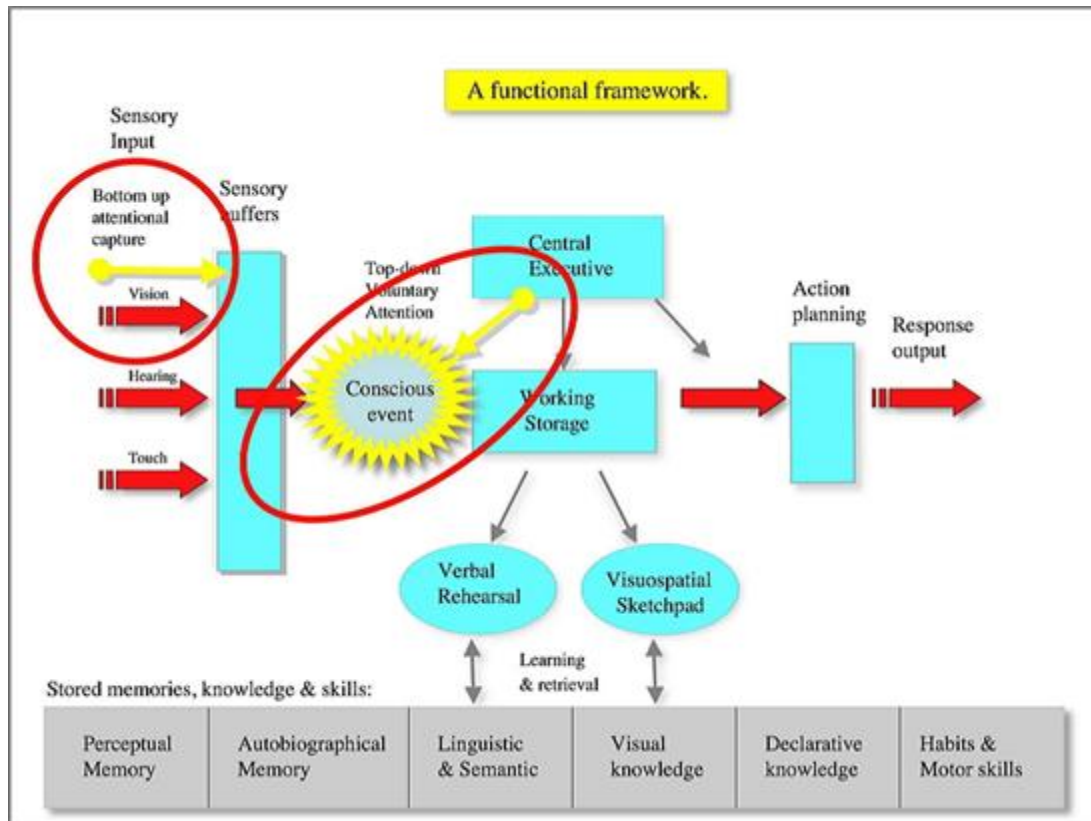 A functional framework.
Sensory
Input
Bottom up
attentional
capture
Sensory
buffers
Vision
Hearing
Touch
Top-down
Voluntary
Attention
Conscious
event
Central
Executive
Working
Storage
Action
planning
Response
output
Verbal
Rehearsal
Visuospatial
Sketchpad
Learning
& retrieval
Stored memories, knowledge & skills:
Perceptual
Memory
Autobiographical
Memory
Linguistic
& Semantic
Visual
knowledge
Declarative
knowledge
Habits &
Motor skills